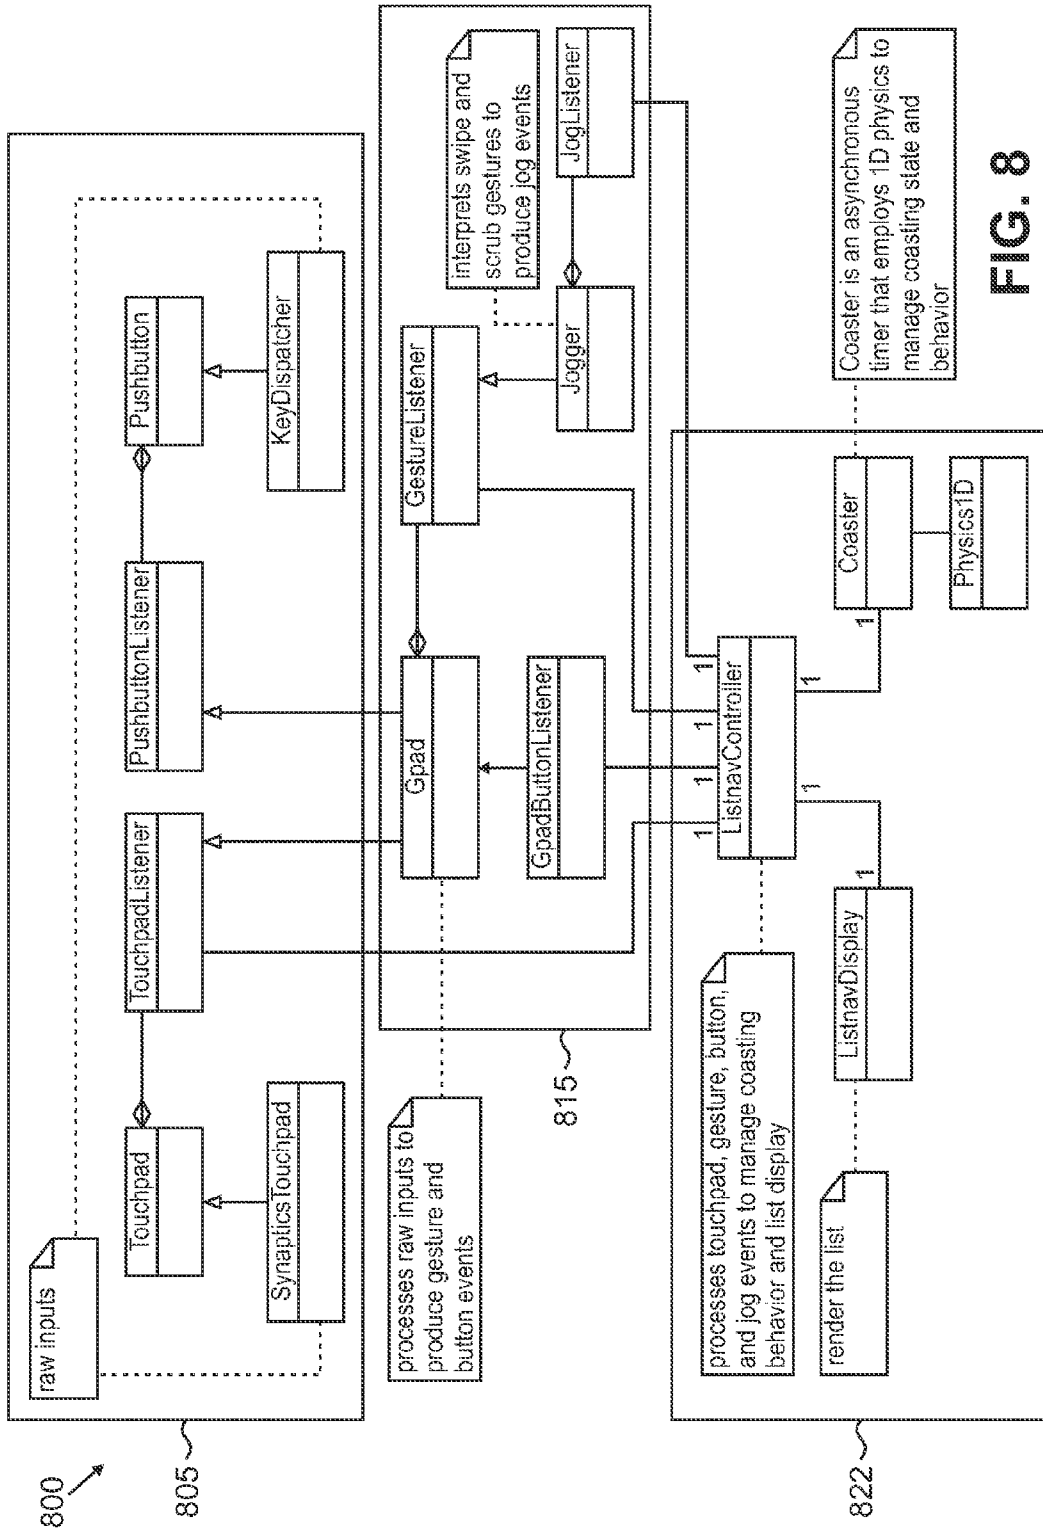 800
805
raw inputs
Touchpad
TouchpadListener
PushbuttonListener
Pushbutton
SynapticsTouchpad
KeyDispatcher
815
processes raw inputs to
produce gesture and
button events
Gpad
GestureListener
interprets swipe and
scrub gestures to
produce jog events
GpadButtonListener
Jogger
JogListener
822
processes touchpad, gesture, button,
and jog events to manage coasting
behavior and list display
1
1
1
1
ListnavController
1
1
render the list
1
ListnavDisplay
1
Coaster
Physics1D
Coaster is an asynchronous
timer that employs 1D physics to
manage coasting state and
behavior
FIG. 8